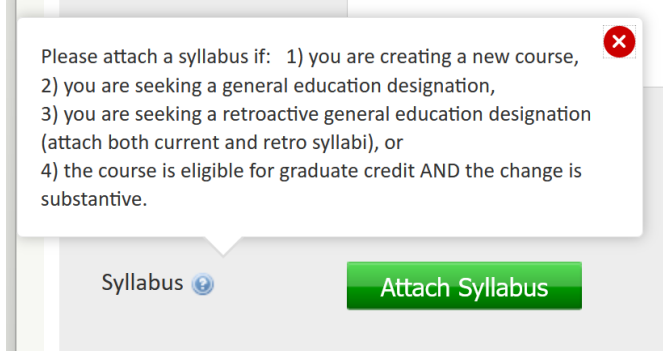 Please attach a syllabus if:   1) you are creating a new course,
2) you are seeking a general education designation,
3) you are seeking a retroactive general education designation
(attach both current and retro syllabi), or
4) the course is eligible for graduate credit AND the change is
substantive.
Syllabus ?
Attach Syllabus